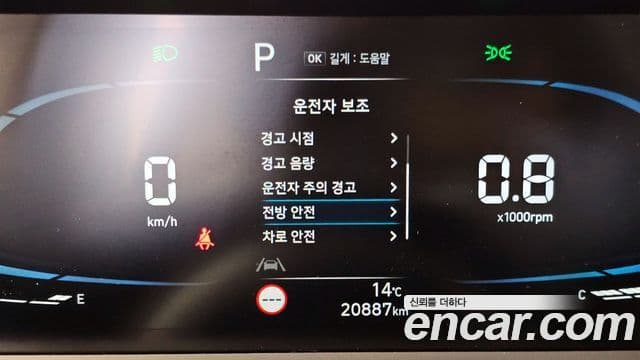 P
OK 길게 : 도움말
운전자 보조
경고 시점
경고 음량
운전자 주의 경고
전방 안전
차로 안전
0
km/h
0.8
x1000rpm
E
C
---
14℃
20887km
신뢰를 더하다
encar.com